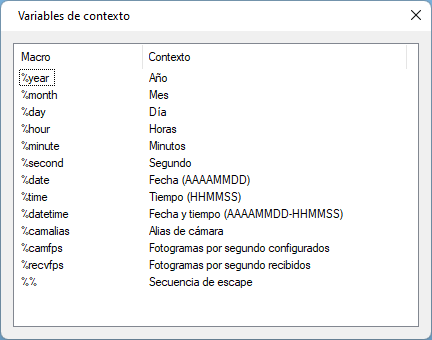 Variables de contexto
Macro Contexto
%year Año
%month Mes
%day Día
%hour Horas
%minute Minutos
%second Segundo
%date Fecha (AAAAMMDD)
%time Tiempo (HHMMSS)
%datetime Fecha y tiempo (AAAAMMDD-HHMMSS)
%camalias Alias de cámara
%camfps Fotogramas por segundo configurados
%recvfps Fotogramas por segundo recibidos
%% Secuencia de escape